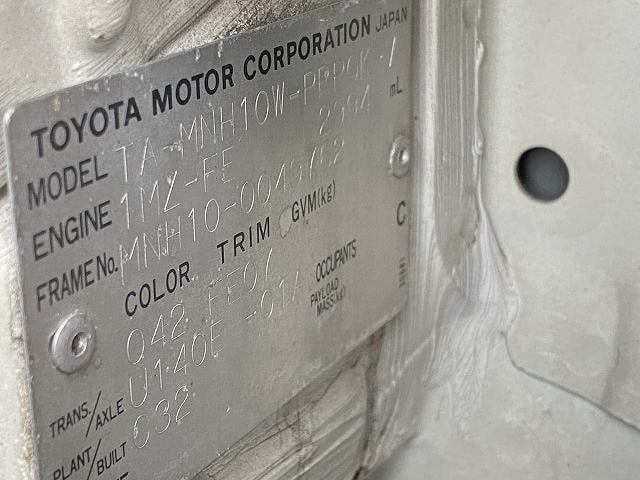 TOYOTA MOTOR CORPORATION JAPAN
MODEL TA-MNH10W-PRPGK
ENGINE 1MZ-FE 2994 mL
FRAME No. MNH10-0049762
COLOR TRIM GVM(kg) C
042 FE07 OCCUPANTS
U140E -01A PAYLOAD MASS(kg)
TRANS./AXLE
C32
PLANT/BUILT